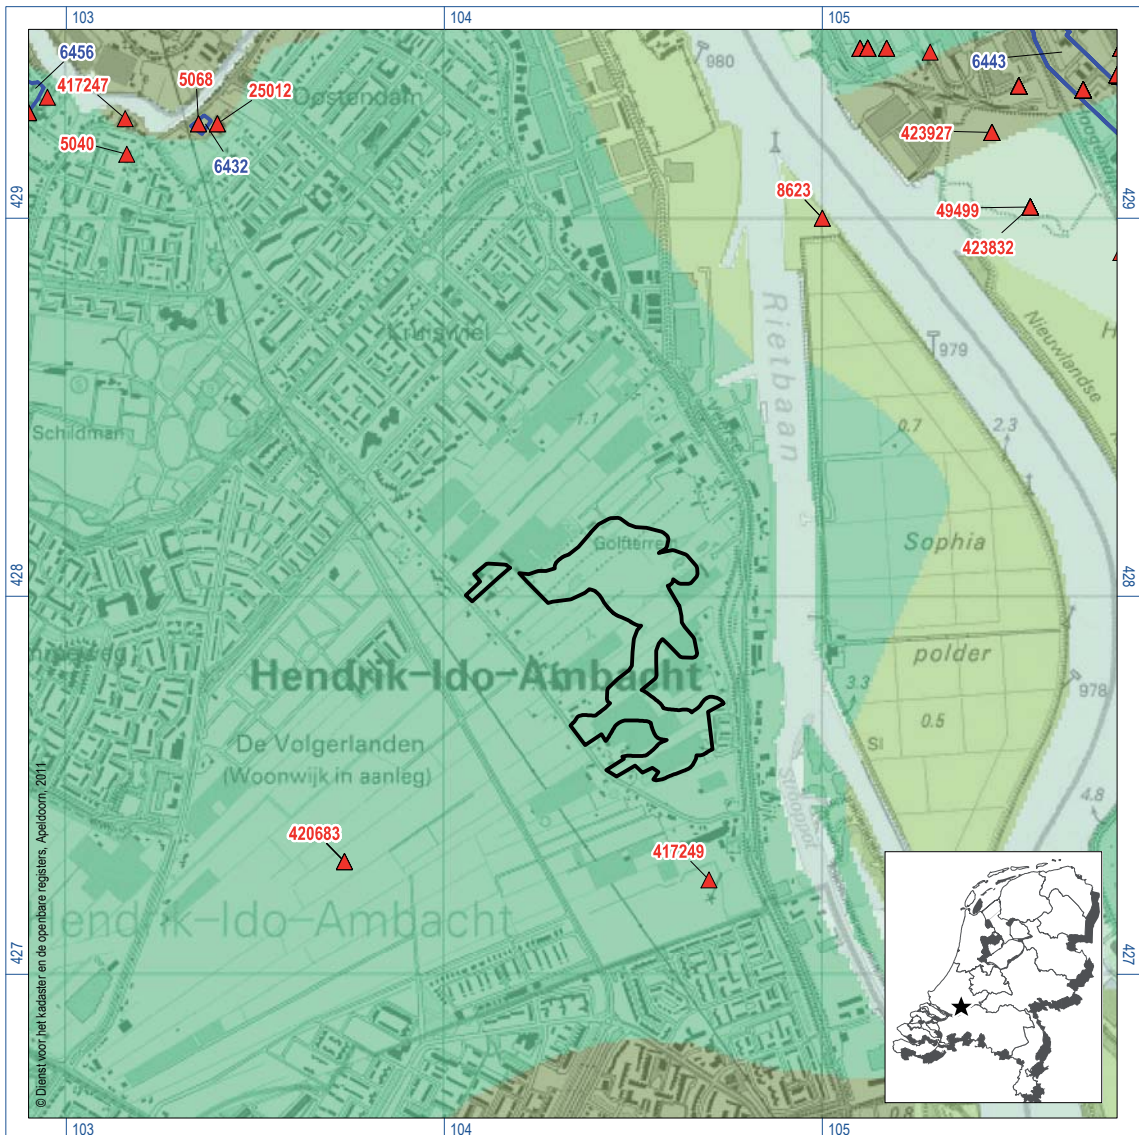 103
104
105
6456
417247
5068
25012
Oostendam
980
6443
5040
6432
423927
429
8623
49499
423832
429
Rietbaan
Kruiswiel
979
Nieuwlandse
Schildman
-1.1
0.7
2.3
Golfterrein
Sophia
428
428
polder
3.3
978
Hendrik-Ido-Ambacht
0.5
De Volgerlanden
(Woonwijk in aanleg)
SI
4.8
420683
417249
endrik-Ido-Ambacht
427
427
© Dienst voor het kadaster en de openbare registers, Apeldoorn, 2011
0.8
103
104
105